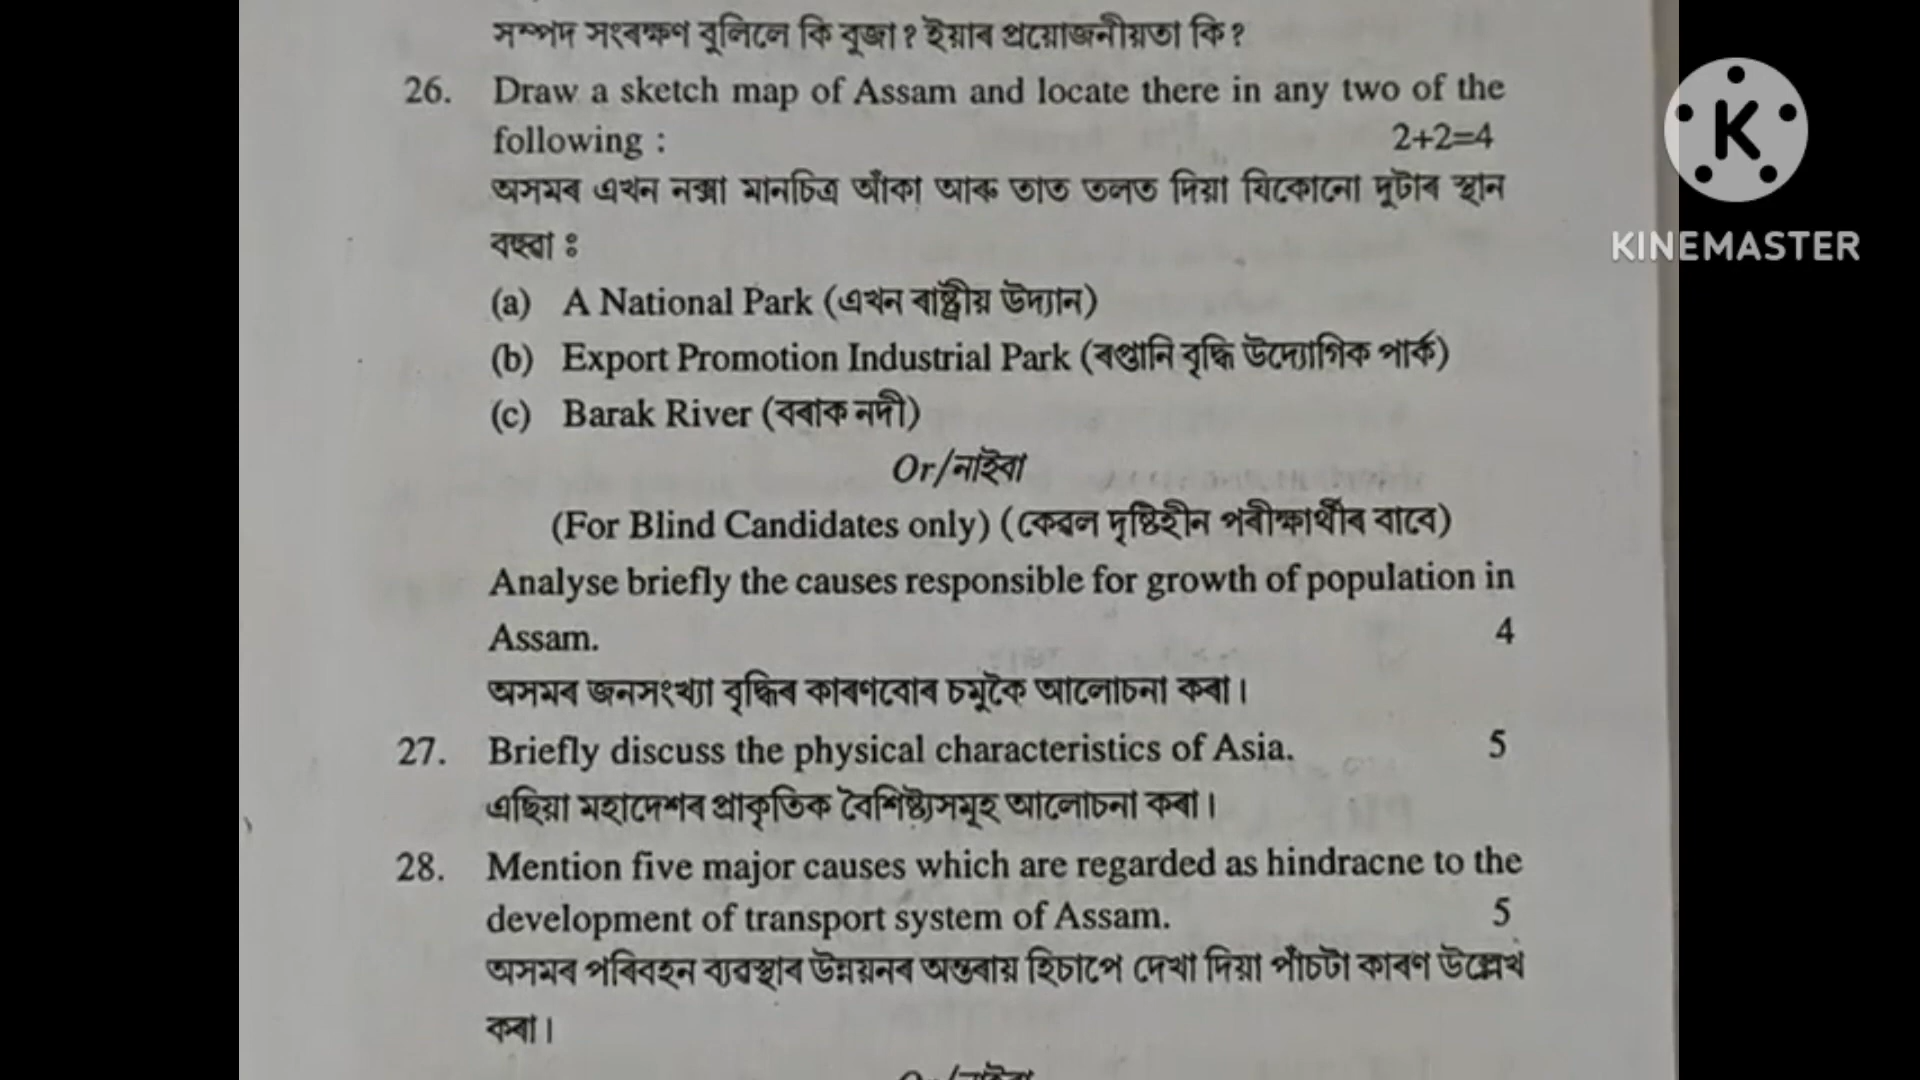 সম্পদ সংৰক্ষণ বুলিলে কি বুজা? ইয়াৰ প্ৰয়োজনীয়তা কি?
26. Draw a sketch map of Assam and locate there in any two of the
following : 2+2=4
অসমৰ এখন নক্সা মানচিত্ৰ আঁকা আৰু তাত তলত দিয়া যিকোনো দুটাৰ স্থান
বহুৱা ঃ
(a) A National Park (এখন ৰাষ্ট্ৰীয় উদ্যান)
(b) Export Promotion Industrial Park (ৰপ্তানি বৃদ্ধি উদ্যোগিক পাৰ্ক)
(c) Barak River (বৰাক নদী)
Or/নাইবা
(For Blind Candidates only) (কেৱল দৃষ্টিহীন পৰীক্ষাৰ্থীৰ বাবে)
Analyse briefly the causes responsible for growth of population in
Assam. 4
অসমৰ জনসংখ্যা বৃদ্ধিৰ কাৰণবোৰ চমুকৈ আলোচনা কৰা।
27. Briefly discuss the physical characteristics of Asia. 5
এছিয়া মহাদেশৰ প্ৰাকৃতিক বৈশিষ্ট্যসমূহ আলোচনা কৰা।
28. Mention five major causes which are regarded as hindracne to the
development of transport system of Assam. 5
অসমৰ পৰিবহন ব্যৱস্থাৰ উন্নয়নৰ অন্তৰায় হিচাপে দেখা দিয়া পাঁচটা কাৰণ উল্লেখ
কৰা।
Or/নাইবা
K
KINEMASTER